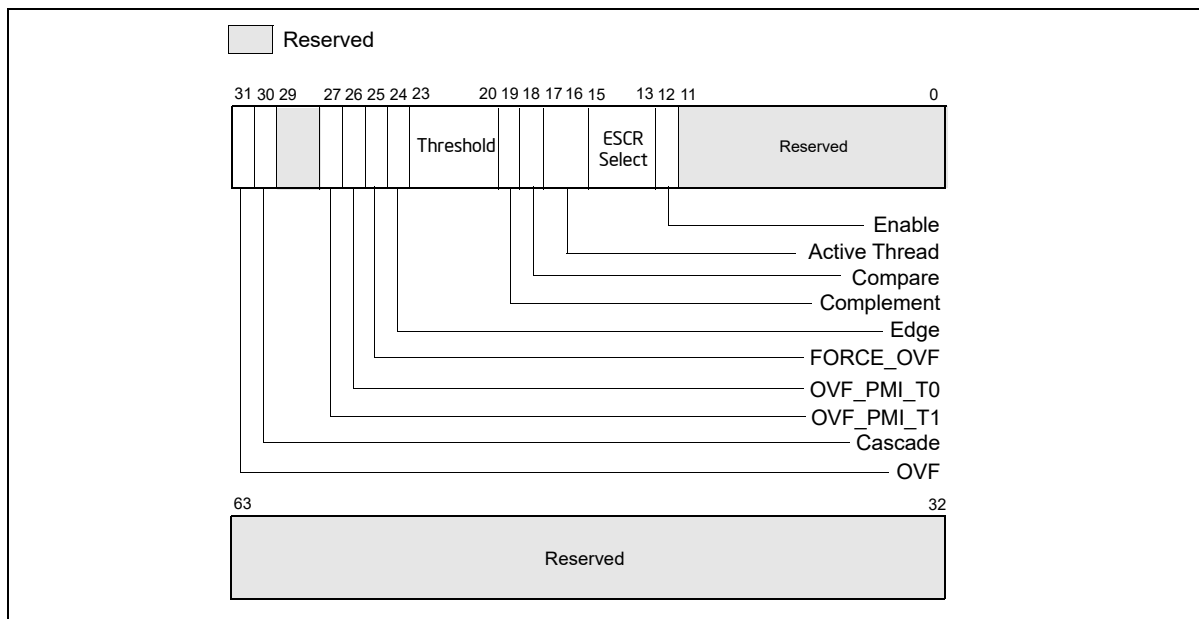 Reserved
31 30 29 27 26 25 24 23 20 19 18 17 16 15 13 12 11 0
Threshold
ESCR
Select
Reserved
Enable
Active Thread
Compare
Complement
Edge
FORCE_OVF
OVF_PMI_T0
OVF_PMI_T1
Cascade
OVF
63 32
Reserved